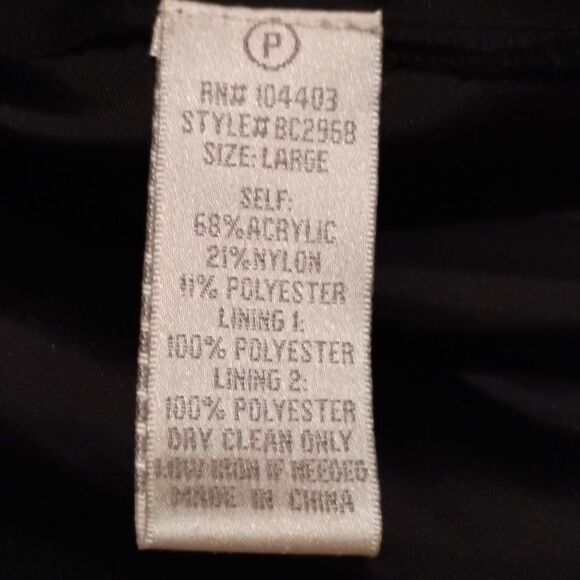 P
RN# 104403
STYLE# BC2968
SIZE: LARGE
SELF:
68% ACRYLIC
21% NYLON
11% POLYESTER
LINING 1:
100% POLYESTER
LINING 2:
100% POLYESTER
DRY CLEAN ONLY
LOW IRON IF NEEDED
MADE IN CHINA